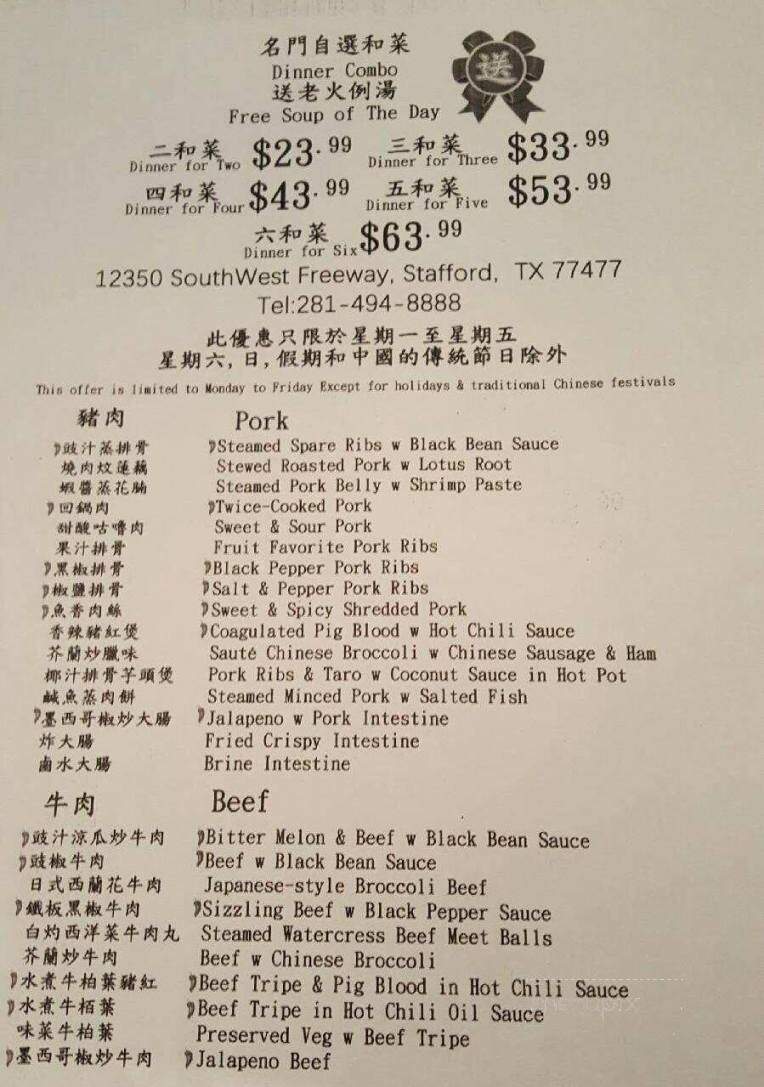 名門自選和菜
Dinner Combo
送
送老火例湯
Free Soup of The Day
二和菜 $23.99 三和菜 $33.99
Dinner for Two Dinner for Three
四和菜 $43.99 五和菜 $53.99
Dinner for Four Dinner for Five
六和菜 $63.99
Dinner for Six
12350 SouthWest Freeway, Stafford, TX 77477
Tel:281-494-8888
此優惠只限於星期一至星期五
星期六,日,假期和中國的傳統節日除外
This offer is limited to Monday to Friday Except for holidays & traditional Chinese festivals
豬肉 Pork
豉汁蒸排骨 Steamed Spare Ribs w Black Bean Sauce
燒肉炆蓮藕 Stewed Roasted Pork w Lotus Root
蝦醬蒸花腩 Steamed Pork Belly w Shrimp Paste
回鍋肉 Twice-Cooked Pork
甜酸咕嚕肉 Sweet & Sour Pork
果汁排骨 Fruit Favorite Pork Ribs
黑椒排骨 Black Pepper Pork Ribs
椒鹽排骨 Salt & Pepper Pork Ribs
魚香肉絲 Sweet & Spicy Shredded Pork
香辣豬紅煲 Coagulated Pig Blood w Hot Chili Sauce
芥蘭炒臘味 Sauté Chinese Broccoli w Chinese Sausage & Ham
椰汁排骨芋頭煲 Pork Ribs & Taro w Coconut Sauce in Hot Pot
鹹魚蒸肉餅 Steamed Minced Pork w Salted Fish
墨西哥椒炒大腸 Jalapeno w Pork Intestine
炸大腸 Fried Crispy Intestine
鹵水大腸 Brine Intestine
牛肉 Beef
豉汁涼瓜炒牛肉 Bitter Melon & Beef w Black Bean Sauce
豉椒牛肉 Beef w Black Bean Sauce
日式西蘭花牛肉 Japanese-style Broccoli Beef
鐵板黑椒牛肉 Sizzling Beef w Black Pepper Sauce
白灼西洋菜牛肉丸 Steamed Watercress Beef Meet Balls
芥蘭炒牛肉 Beef w Chinese Broccoli
水煮牛柏葉豬紅 Beef Tripe & Pig Blood in Hot Chili Sauce
水煮牛栢葉 Beef Tripe in Hot Chili Oil Sauce
味菜牛柏葉 Preserved Veg w Beef Tripe
墨西哥椒炒牛肉 Jalapeno Beef